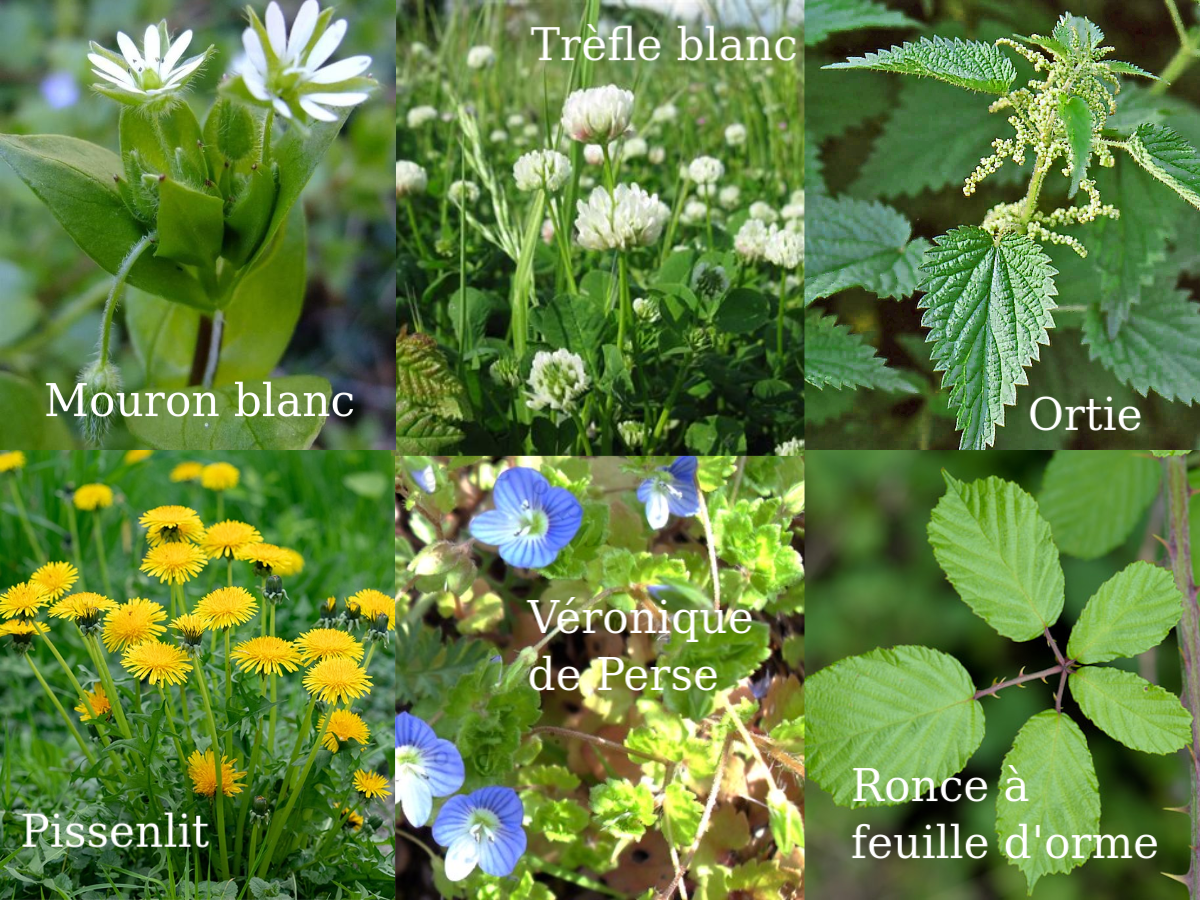 Trèfle blanc
Mouron blanc
Ortie
Véronique
de Perse
Pissenlit
Ronce à
feuille d'orme